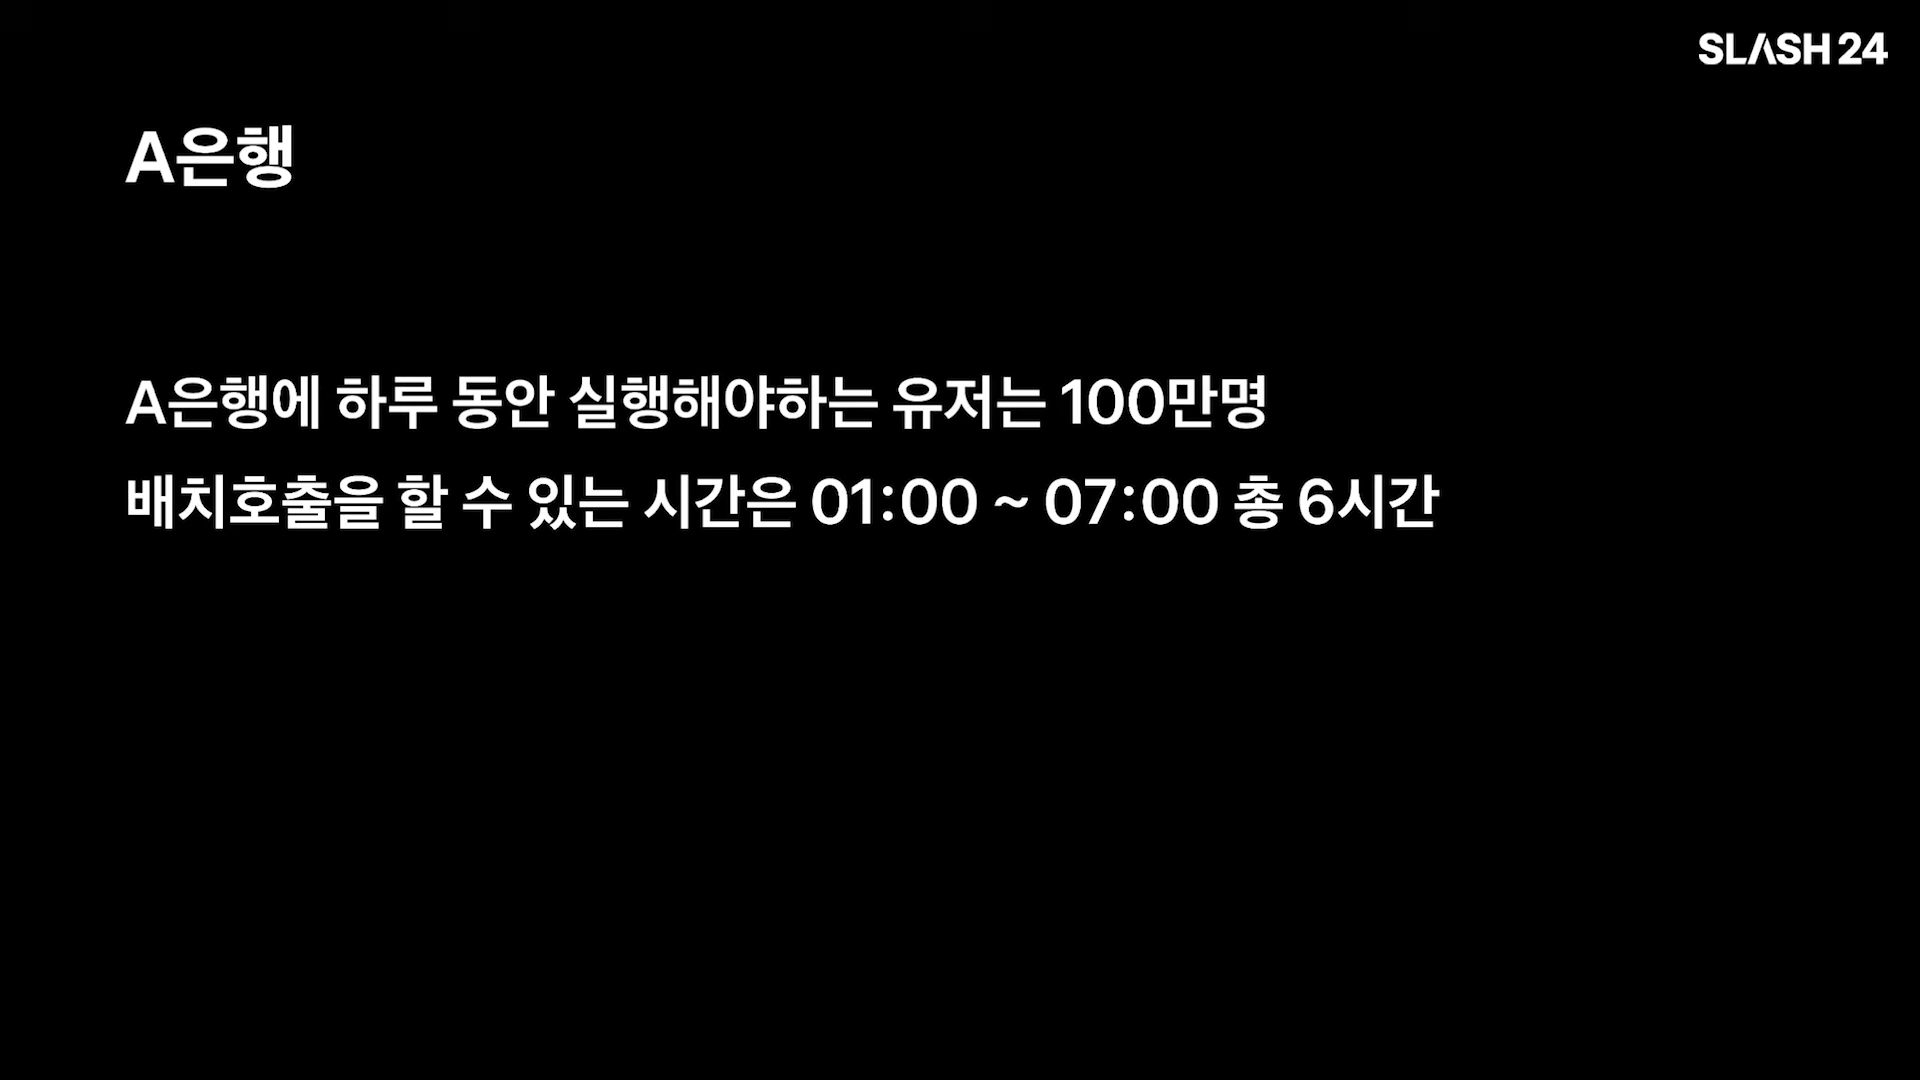 SLASH 24
A은행
A은행에 하루 동안 실행해야하는 유저는 100만명
배치호출을 할 수 있는 시간은 01:00 ~ 07:00 총 6시간